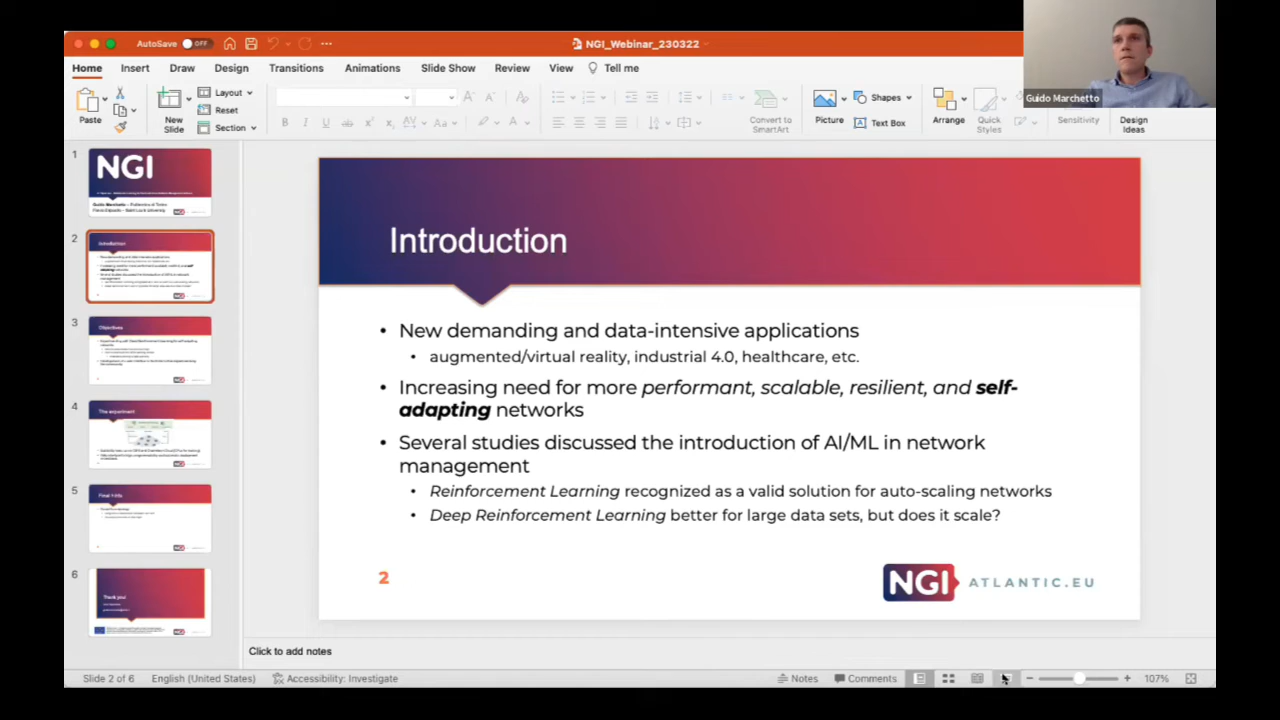 AutoSave OFF
NGI_Webinar_230322
Home Insert Draw Design Transitions Animations Slide Show Review View Tell me
Guido Marchetto
Paste
New Slide
Layout
Reset
Section
Convert to SmartArt
Picture
Shapes
Text Box
Arrange
Quick Styles
Sensitivity
Design Ideas
1
NGI
2
Introduction
3
Objectives
4
The experiment
5
6
Thank you
Introduction
• New demanding and data-intensive applications
• augmented/virtual reality, industrial 4.0, healthcare, etc.
• Increasing need for more performant, scalable, resilient, and self-
adapting networks
• Several studies discussed the introduction of AI/ML in network
management
• Reinforcement Learning recognized as a valid solution for auto-scaling networks
• Deep Reinforcement Learning better for large data sets, but does it scale?
2
NGI ATLANTIC.EU
Click to add notes
Slide 2 of 6 English (United States) Accessibility: Investigate Notes Comments 107%